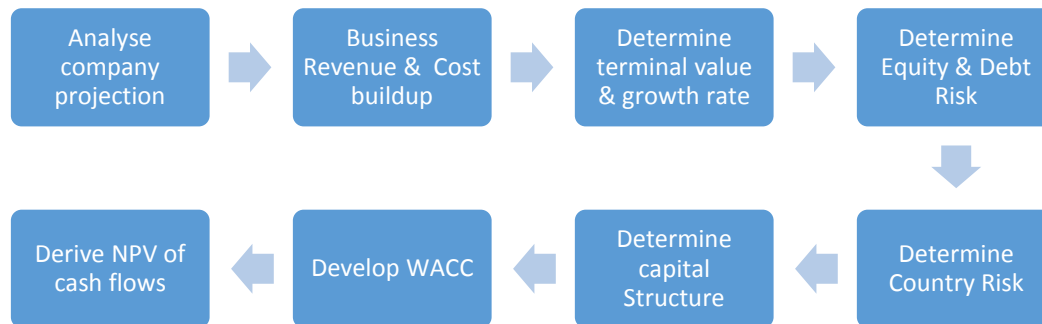 Analyse
company
projection
Business
Revenue & Cost
buildup
Determine
terminal value
& growth rate
Determine
Equity & Debt
Risk
Determine
Country Risk
Determine
capital
Structure
Develop WACC
Derive NPV of
cash flows